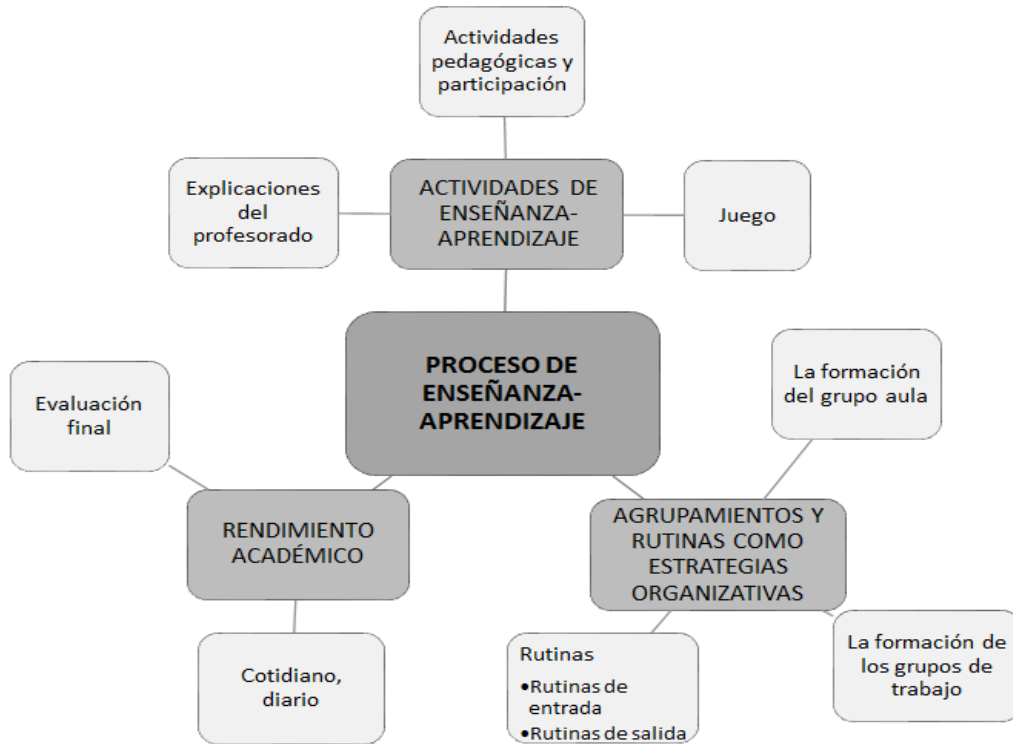 Actividades
pedagógicas y
participación
Explicaciones
del
profesorado
ACTIVIDADES DE
ENSEÑANZA-
APRENDIZAJE
Juego
PROCESO DE
ENSEÑANZA-
APRENDIZAJE
La formación
del grupo aula
Evaluación
final
RENDIMIENTO
ACADÉMICO
AGRUPAMIENTOS Y
RUTINAS COMO
ESTRATEGIAS
ORGANIZATIVAS
Cotidiano,
diario
Rutinas
•Rutinas de
entrada
•Rutinas de salida
La formación de
los grupos de
trabajo